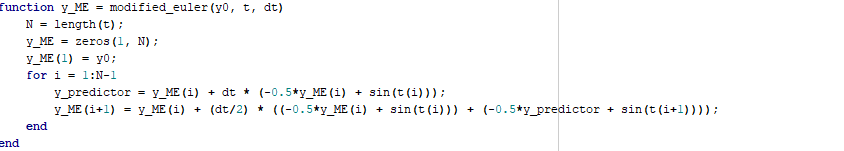 function y_ME = modified_euler(y0, t, dt)
    N = length(t);
    y_ME = zeros(1, N);
    y_ME(1) = y0;
    for i = 1:N-1
        y_predictor = y_ME(i) + dt * (-0.5*y_ME(i) + sin(t(i)));
        y_ME(i+1) = y_ME(i) + (dt/2) * ((-0.5*y_ME(i) + sin(t(i))) + (-0.5*y_predictor + sin(t(i+1))));
    end
end